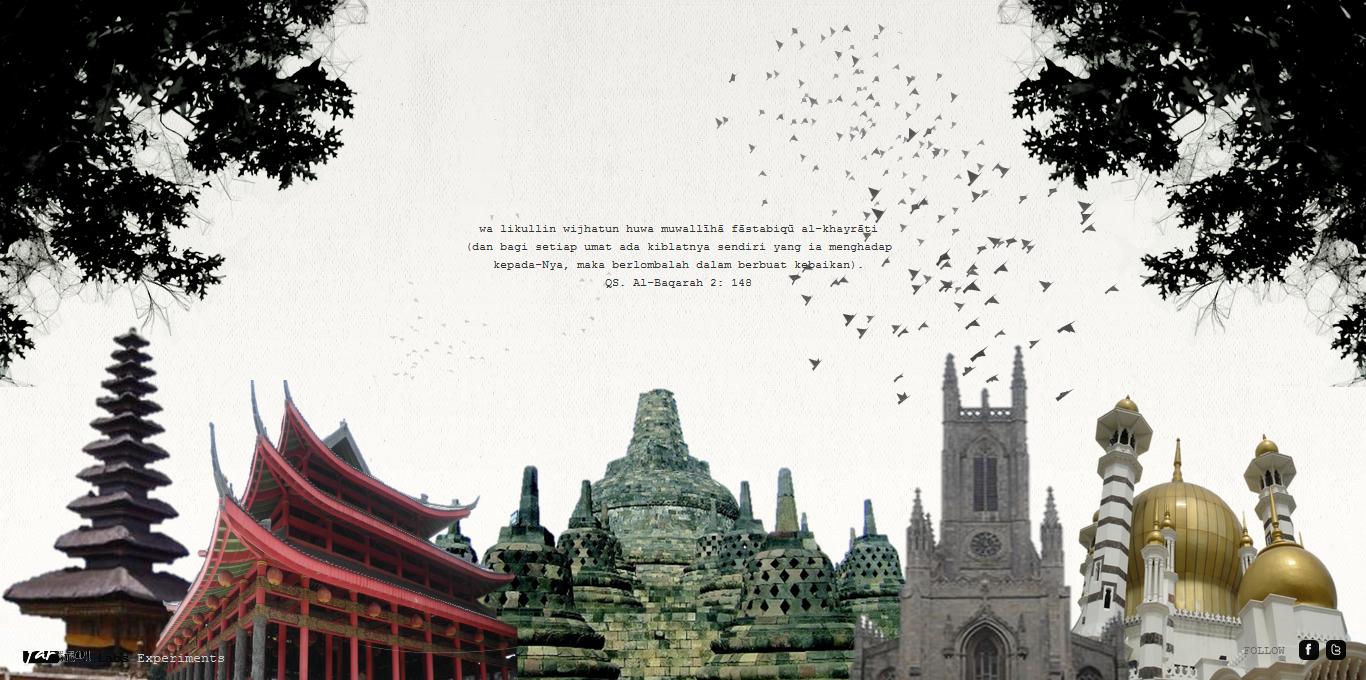 wa likullin wijhatun huwa muwallīhā fāstabiqū al-khayrāti
(dan bagi setiap umat ada kiblatnya sendiri yang ia menghadap
kepada-Nya, maka berlombalah dalam berbuat kebaikan).
QS. Al-Baqarah 2: 148
Labs Experiments
FOLLOW